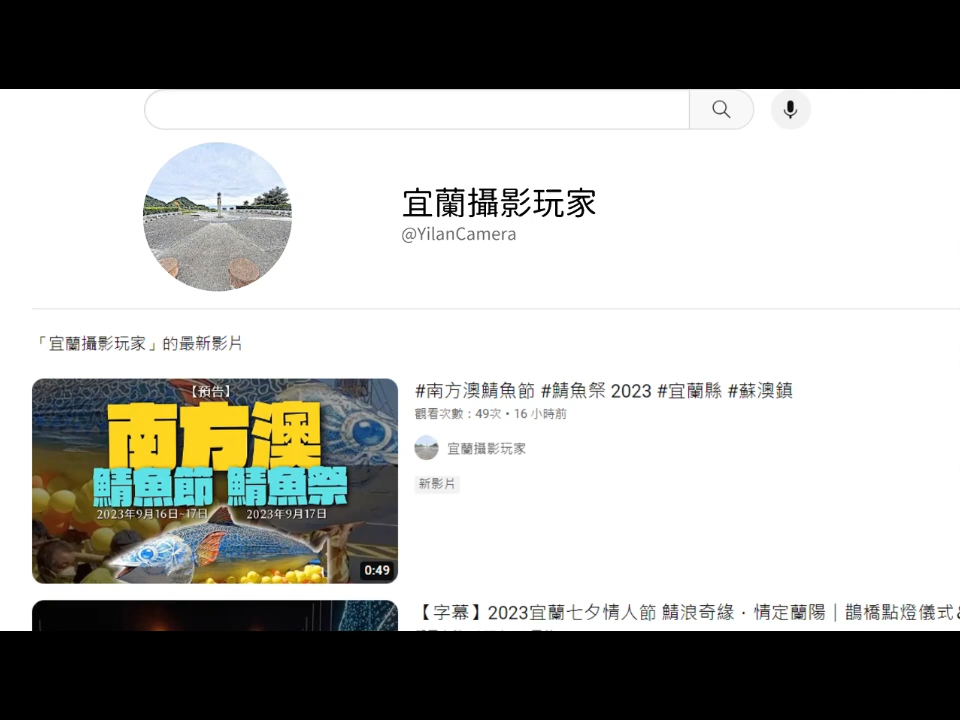 宜蘭攝影玩家
@YilanCamera
「宜蘭攝影玩家」的最新影片
【預告】
南方澳
鯖魚節 鯖魚祭
2023年9月16日~17日 2023年9月17日
0:49
#南方澳鯖魚節 #鯖魚祭 2023 #宜蘭縣 #蘇澳鎮
觀看次數：49次・16 小時前
宜蘭攝影玩家
新影片
【字幕】2023宜蘭七夕情人節 鯖浪奇緣．情定蘭陽｜鵲橋點燈儀式&